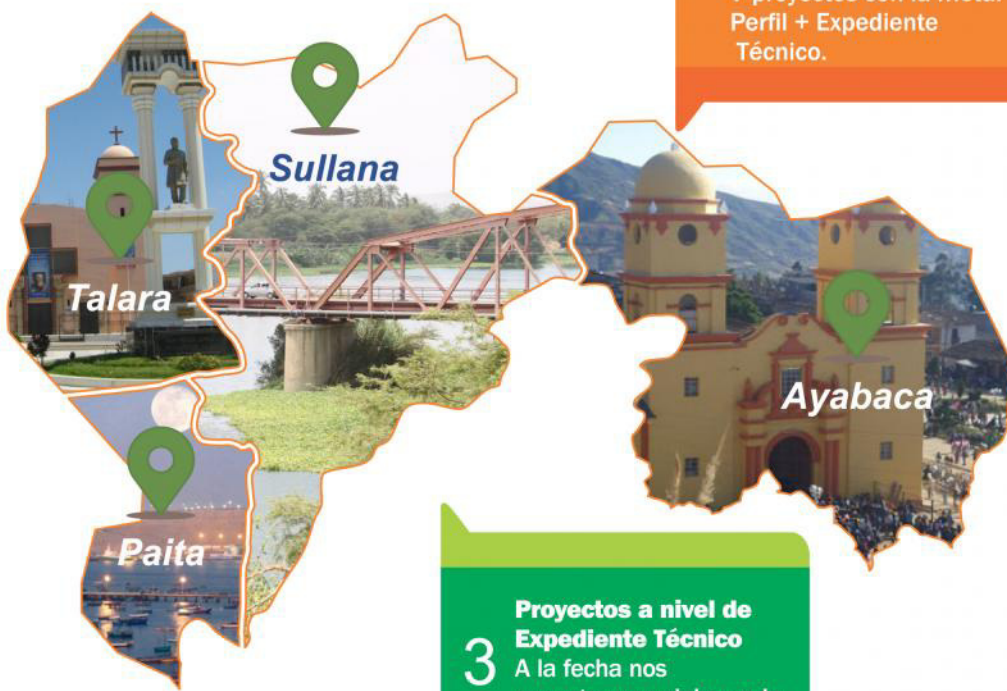 Perfil + Expediente
Técnico.
Sullana
Talara
Ayabaca
Paita
3
Proyectos a nivel de
Expediente Técnico
A la fecha nos